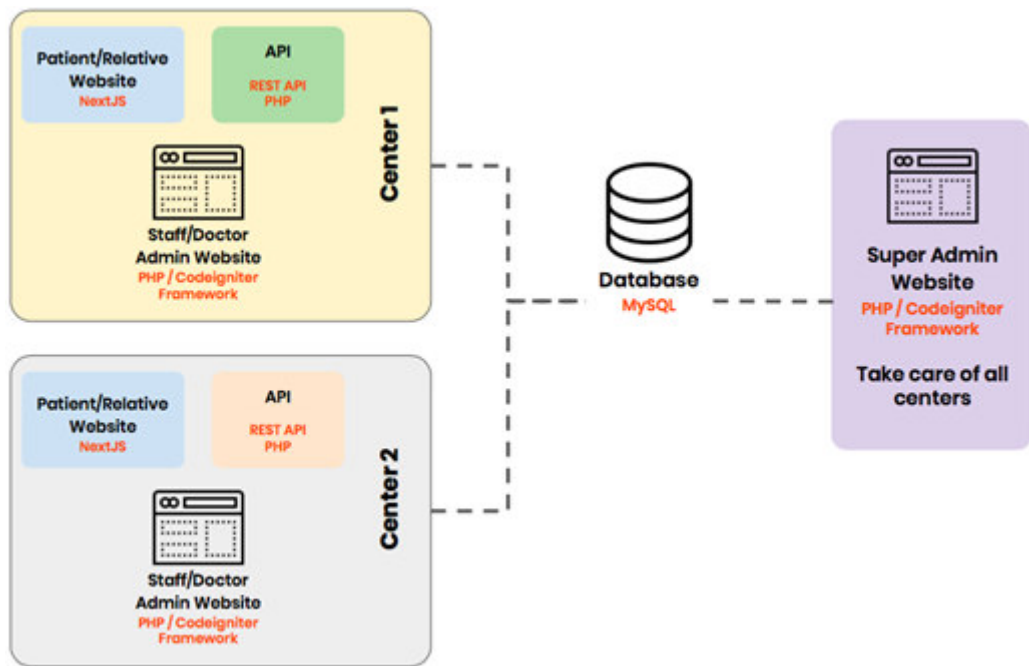 Patient/Relative
Website
NextJS
API
REST API
PHP
Staff/Doctor
Admin Website
PHP / Codeigniter
Framework
Center 1
Patient/Relative
Website
NextJS
API
REST API
PHP
Staff/Doctor
Admin Website
PHP / Codeigniter
Framework
Center 2
Database
MySQL
Super Admin
Website
PHP / Codeigniter
Framework
Take care of all
centers